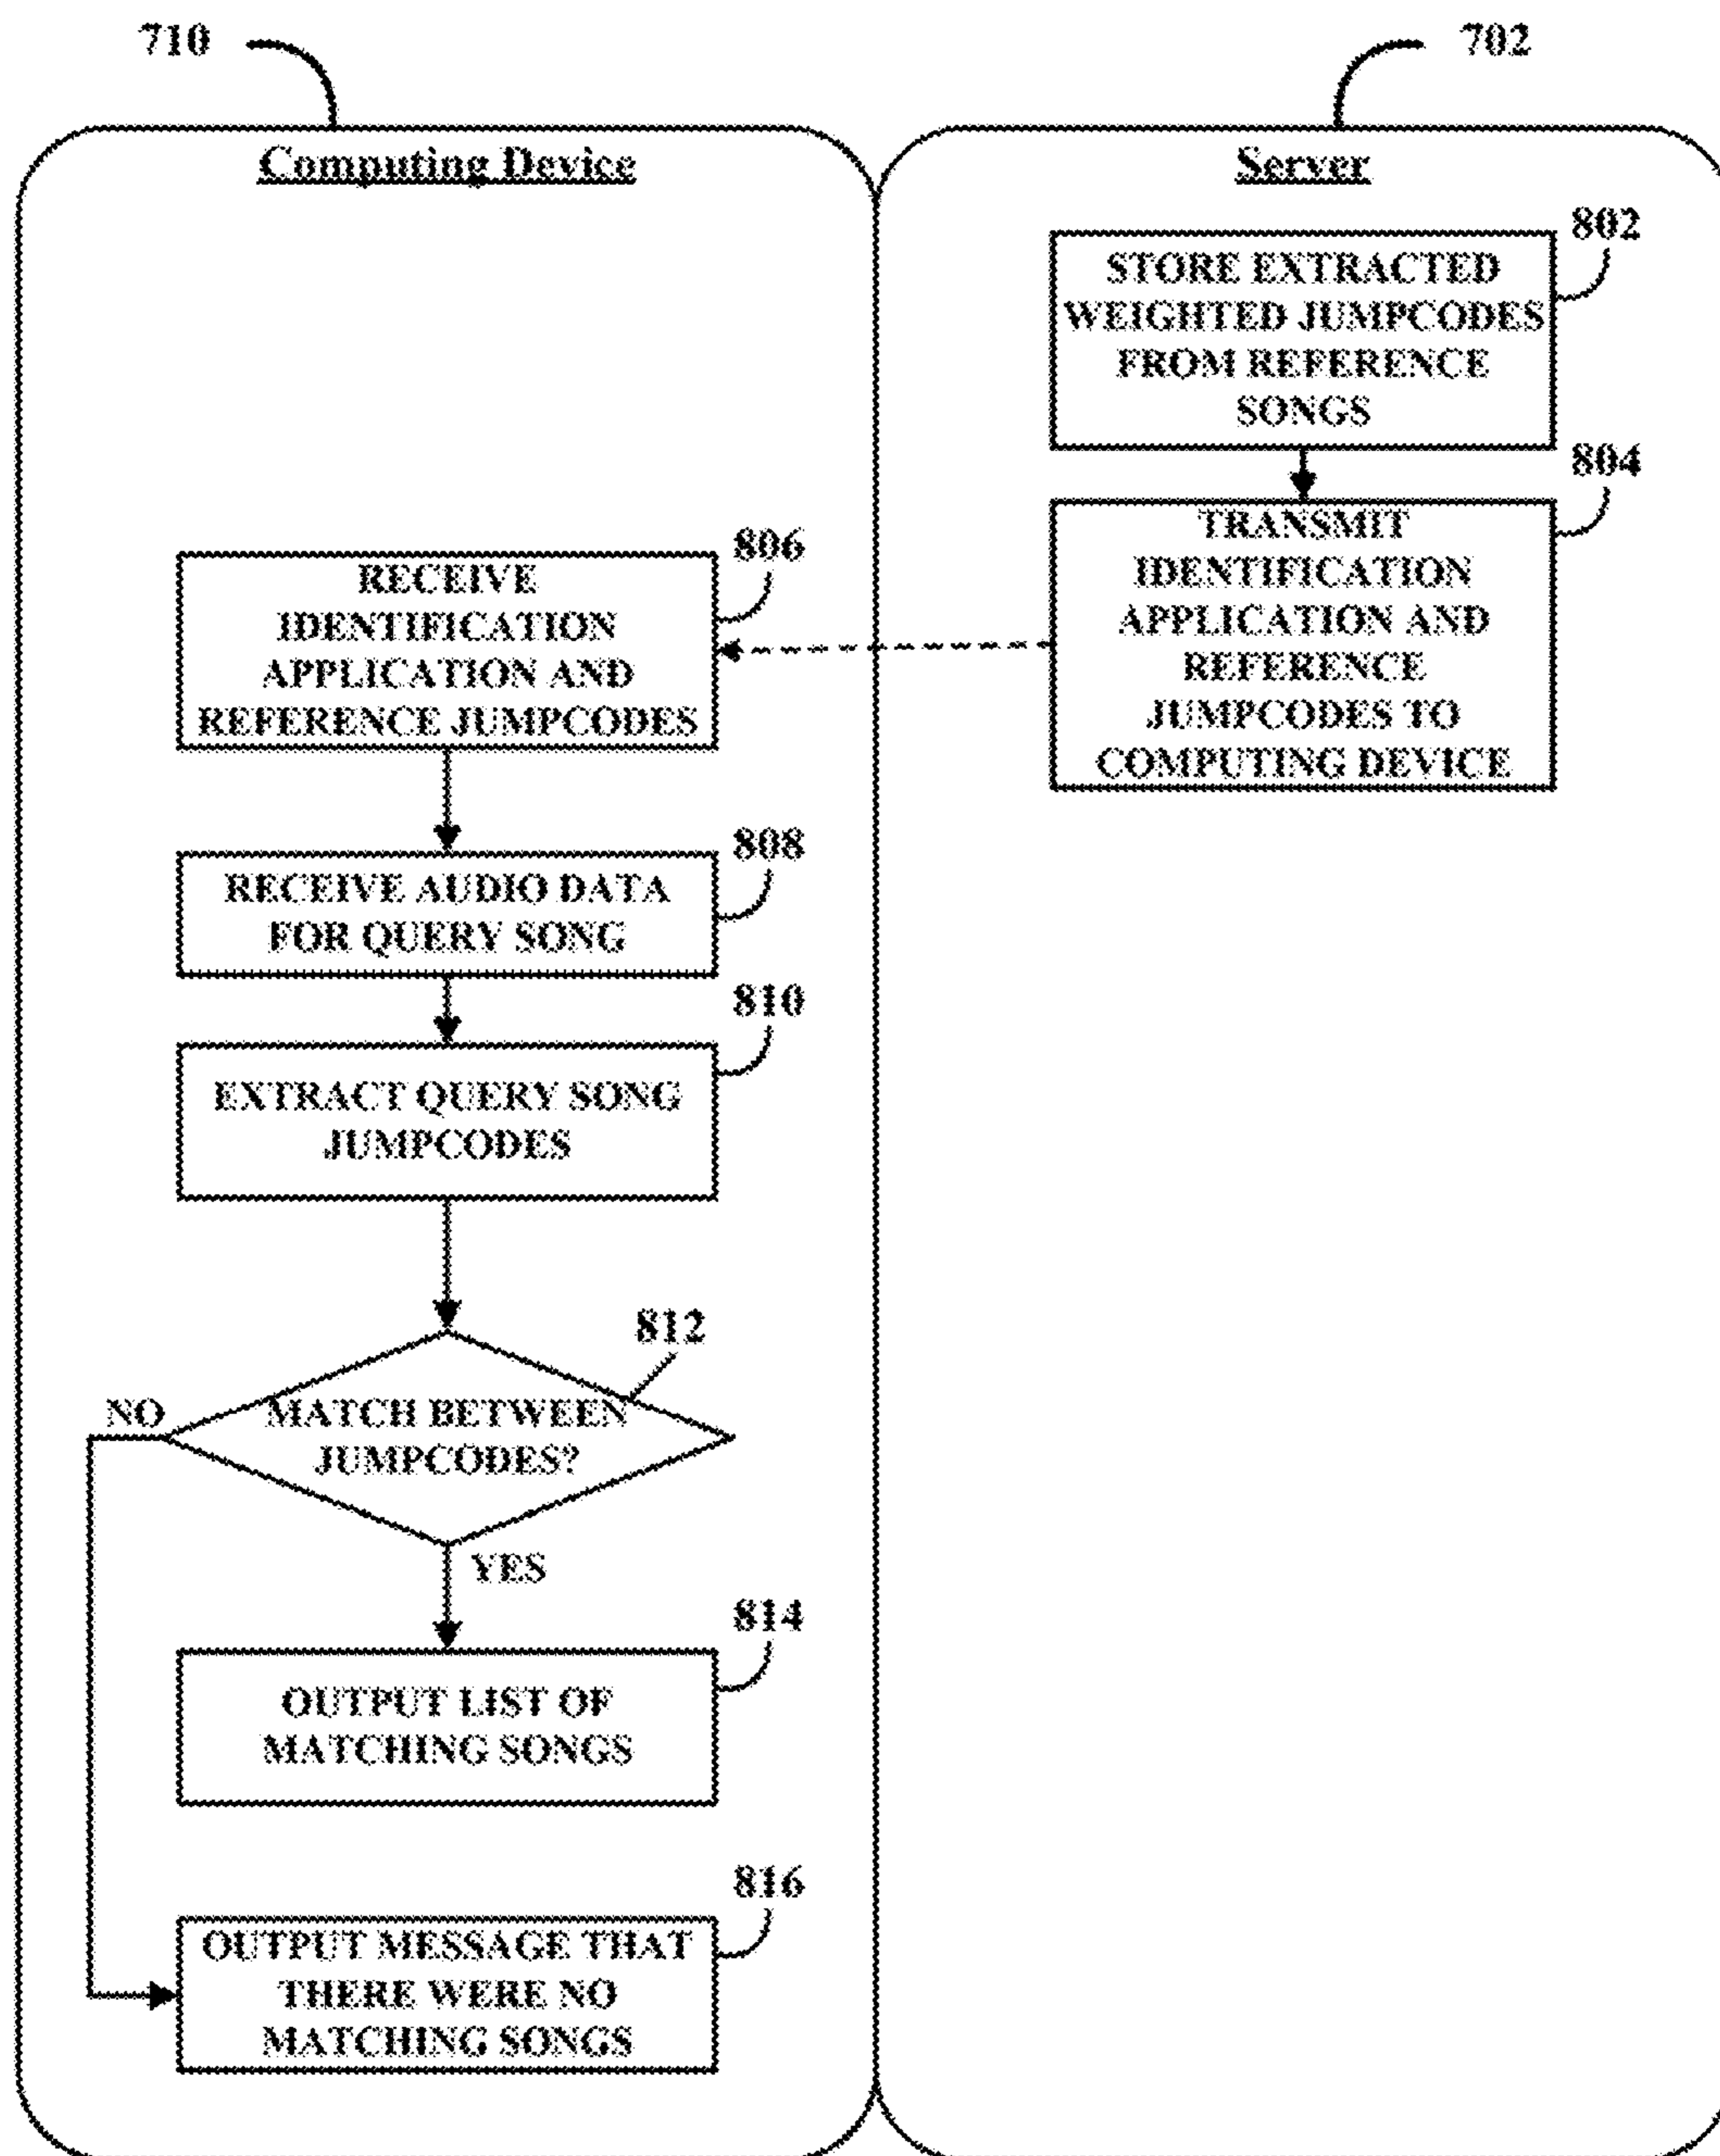 710
702
Computing Device
Server
802
STORE EXTRACTED
WEIGHTED JUMPCODES
FROM REFERENCE
SONGS
804
TRANSMIT
IDENTIFICATION
APPLICATION AND
REFERENCE
JUMPCODES TO
COMPUTING DEVICE
806
RECEIVE
IDENTIFICATION
APPLICATION AND
REFERENCE JUMPCODES
808
RECEIVE AUDIO DATA
FOR QUERY SONG
810
EXTRACT QUERY SONG
JUMPCODES
812
NO
MATCH BETWEEN
JUMPCODES?
YES
814
OUTPUT LIST OF
MATCHING SONGS
816
OUTPUT MESSAGE THAT
THERE WERE NO
MATCHING SONGS